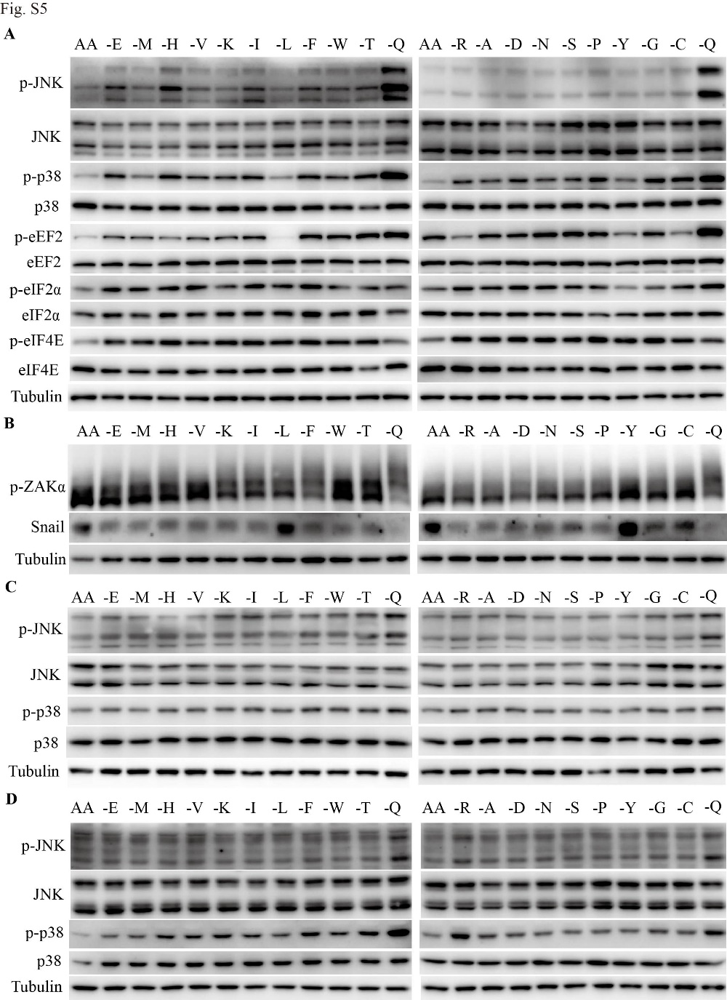 Fig. S5
A
AA -E -M -H -V -K -I -L -F -W -T -Q AA -R -A -D -N -S -P -Y -G -C -Q
p-JNK
JNK
p-p38
p38
p-eEF2
eEF2
p-eIF2α
eIF2α
p-eIF4E
eIF4E
Tubulin
B
AA -E -M -H -V -K -I -L -F -W -T -Q AA -R -A -D -N -S -P -Y -G -C -Q
p-ZAKα
Snail
Tubulin
C
AA -E -M -H -V -K -I -L -F -W -T -Q AA -R -A -D -N -S -P -Y -G -C -Q
p-JNK
JNK
p-p38
p38
Tubulin
D
AA -E -M -H -V -K -I -L -F -W -T -Q AA -R -A -D -N -S -P -Y -G -C -Q
p-JNK
JNK
p-p38
p38
Tubulin